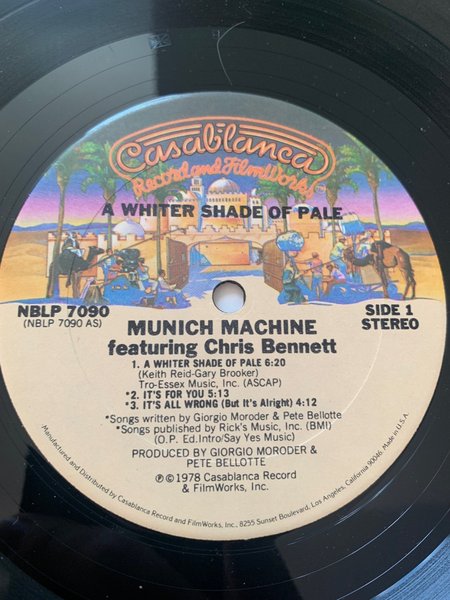 Casablanca
Record and FilmWorks
A WHITER SHADE OF PALE
NBLP 7090
(NBLP 7090 AS)
SIDE 1
STEREO
MUNICH MACHINE
featuring Chris Bennett
1. A WHITER SHADE OF PALE 6:20
(Keith Reid-Gary Brooker)
Tro-Essex Music, Inc. (ASCAP)
*2. IT'S FOR YOU 5:13
*3. IT'S ALL WRONG (But It's Alright) 4:12
*Songs written by Giorgio Moroder & Pete Bellotte
*Songs published by Rick's Music, Inc. (BMI)
(O.P. Ed.Intro/Say Yes Music)
PRODUCED BY GIORGIO MORODER &
PETE BELLOTTE
℗©1978 Casablanca Record
& FilmWorks, Inc.
Manufactured and Distributed by Casablanca Record and FilmWorks, Inc., 8255 Sunset Boulevard, Los Angeles, California 90046 Made in U.S.A.